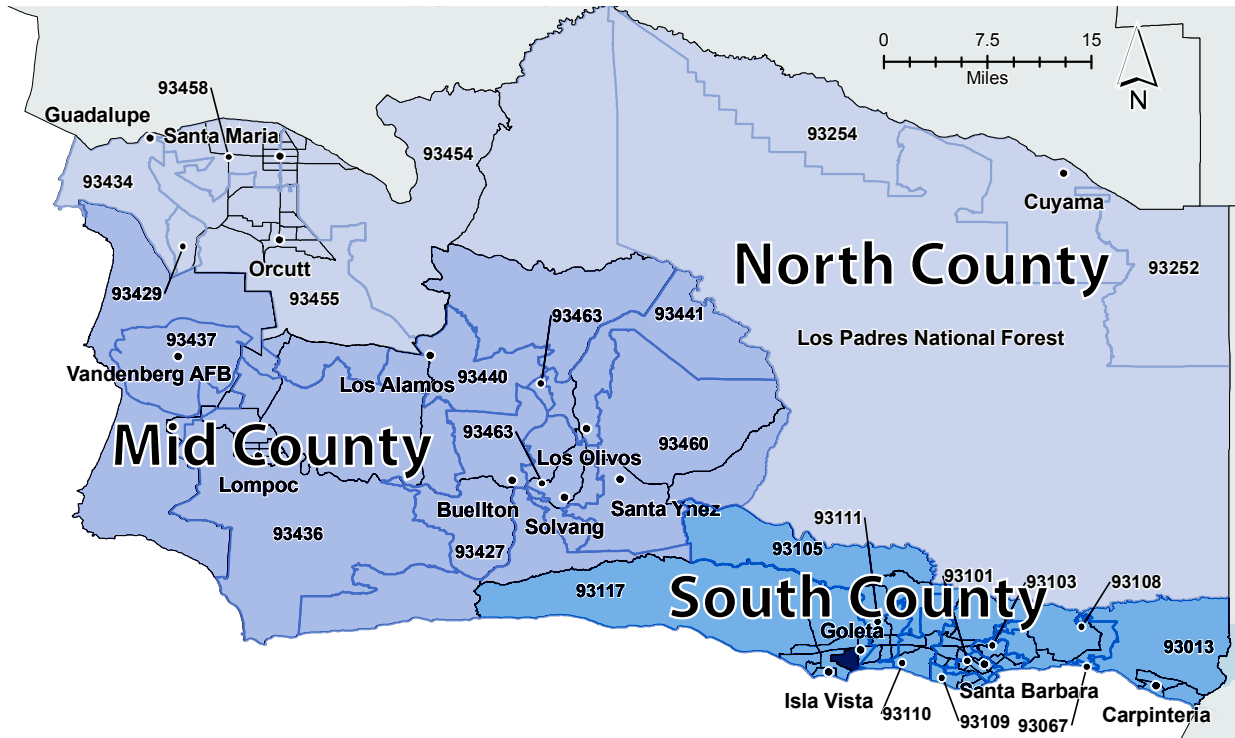 0 7.5 15
Miles
N
93458
Guadalupe
Santa Maria
93454
93254
93434
Cuyama
Orcutt
North County
93252
93429
93455
93463
93441
93437
Los Padres National Forest
Vandenberg AFB
Los Alamos
93440
Mid County
93463
93460
Los Olivos
Lompoc
Buellton
Santa Ynez
Solvang
93111
93436
93427
93105
93117
South County
93101
93103
93108
Goleta
93013
Isla Vista
Santa Barbara
93110
93109
93067
Carpinteria